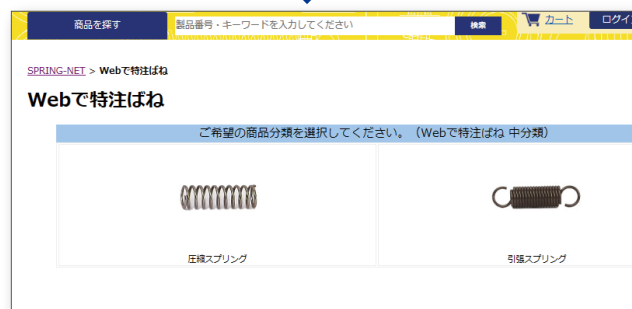 商品を探す 製品番号・キーワードを入力してください 検索 カート ログイ
SPRING-NET > Webで特注ばね
Webで特注ばね
ご希望の商品分類を選択してください。（Webで特注ばね 中分類）
圧縮スプリング 引張スプリング